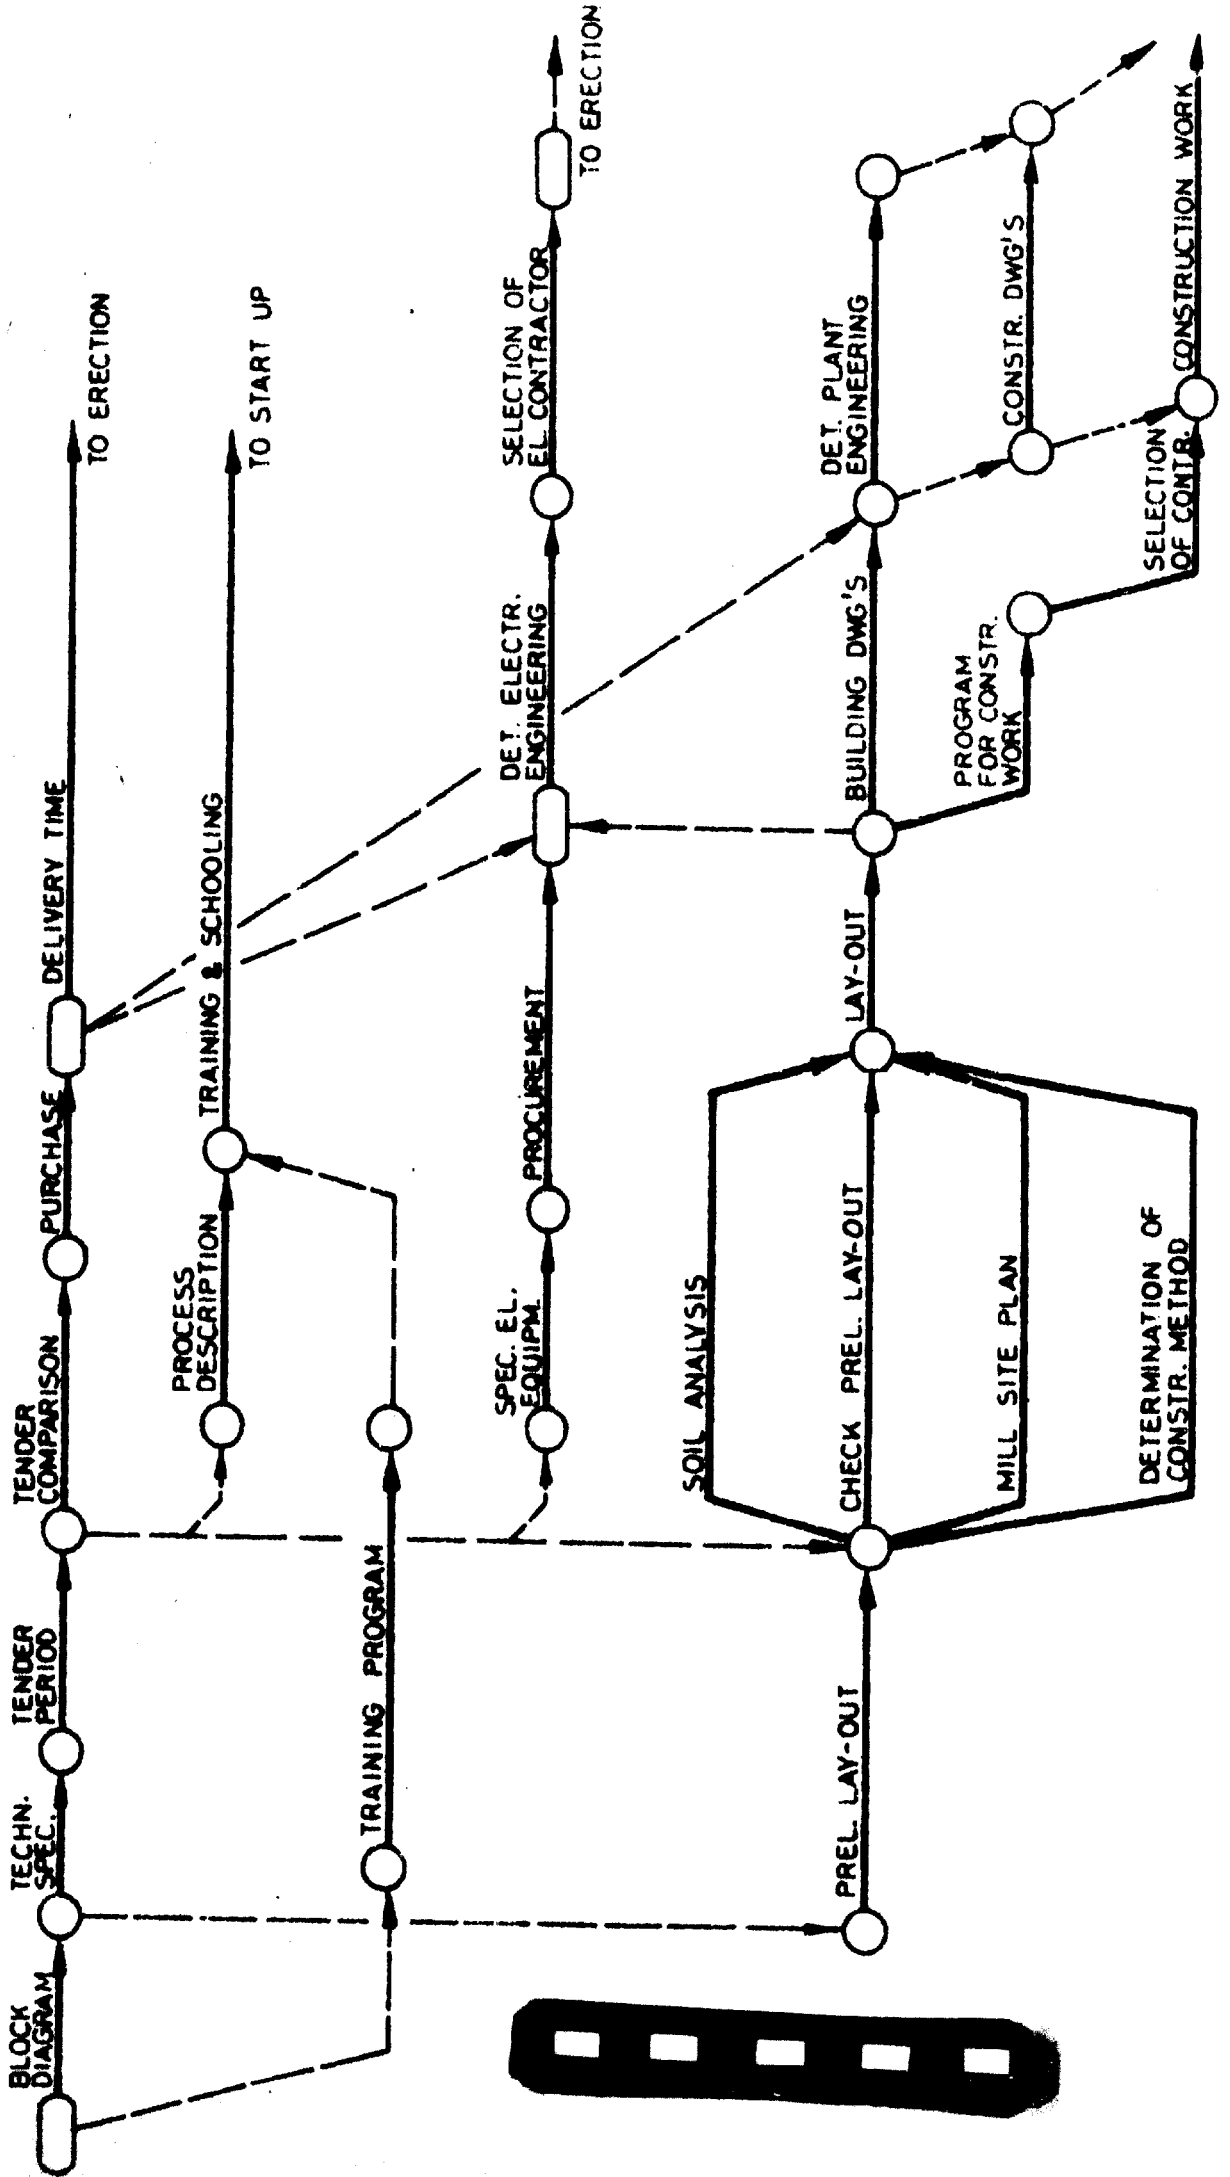 BLOCK
DIAGRAM
TECHN.
SPEC.
TENDER
PERIOD
TENDER
COMPARISON
PURCHASE
DELIVERY TIME
TO ERECTION
PROCESS
DESCRIPTION
TRAINING & SCHOOLING
TO START UP
TRAINING PROGRAM
SPEC. EL.
EQUIPM.
PROCUREMENT
DET. ELECTR.
ENGINEERING
SELECTION OF
EL. CONTRACTOR
TO ERECTION
SOIL ANALYSIS
PREL. LAY-OUT
CHECK PREL. LAY-OUT
LAY-OUT
BUILDING DWG'S
DET. PLANT
ENGINEERING
MILL SITE PLAN
PROGRAM
FOR CONSTR.
WORK
CONSTR. DWG'S
DETERMINATION OF
CONSTR. METHOD
SELECTION
OF CONTR.
CONSTRUCTION WORK